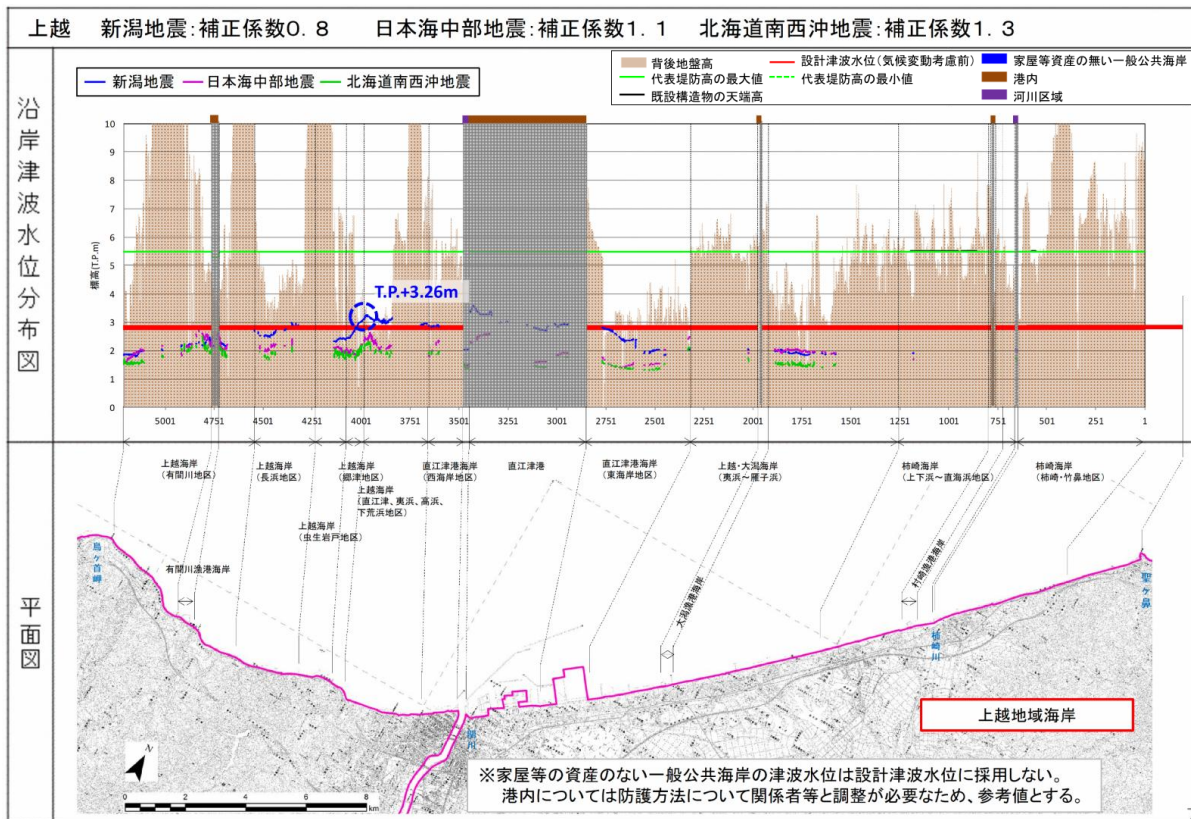 上越 新潟地震:補正係数0.8 日本海中部地震:補正係数1.1 北海道南西沖地震:補正係数1.3
沿岸津波水位分布図
新潟地震 日本海中部地震 北海道南西沖地震
背後地盤高 設計津波水位(気候変動考慮前) 家屋等資産の無い一般公共海岸
代表堤防高の最大値 代表堤防高の最小値 港内
既設構造物の天端高 河川区域
標高(T.P.m)
10
9
8
7
6
5
4
3
2
1
0
T.P.+3.26m
5001 4751 4501 4251 4001 3751 3501 3251 3001 2751 2501 2251 2001 1751 1501 1251 1001 751 501 251 1
上越海岸
(有間川地区)
上越海岸
(長浜地区)
上越海岸
(虫生岩戸地区)
上越海岸
(郷津地区)
上越海岸
(直江津、夷浜、高浜、
下荒浜地区)
直江津港海岸
(西海岸地区)
直江津港
直江津港海岸
(東海岸地区)
上越・大潟海岸
(夷浜~雁子浜)
柿崎海岸
(上下浜~直海浜地区)
柿崎海岸
(柿崎・竹鼻地区)
有間川漁港海岸
大潟漁港海岸
村崎漁港海岸
平面図
鳥ヶ首岬
関川
柿崎川
聖ヶ鼻
上越地域海岸
N
0 2 4 6 8
km
※家屋等の資産のない一般公共海岸の津波水位は設計津波水位に採用しない。
港内については防護方法について関係者等と調整が必要なため、参考値とする。